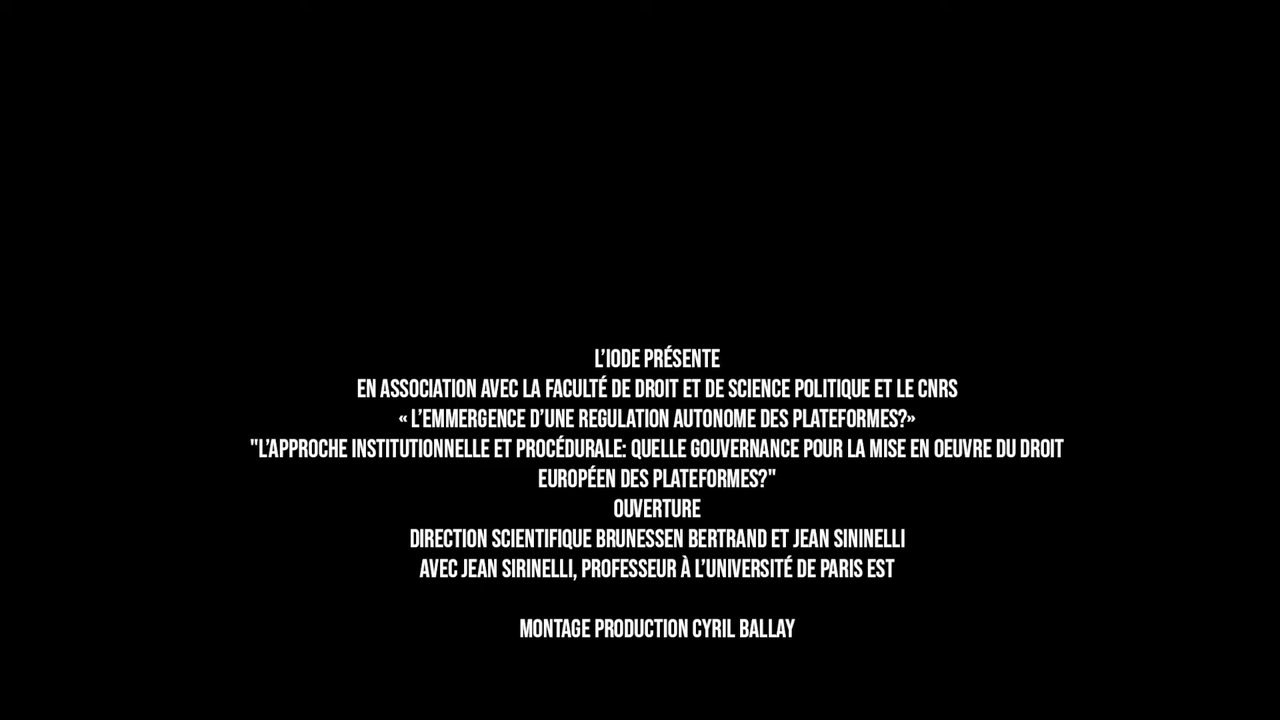 L'IODE PRÉSENTE
EN ASSOCIATION AVEC LA FACULTÉ DE DROIT ET DE SCIENCE POLITIQUE ET LE CNRS
« L'EMMERGENCE D'UNE REGULATION AUTONOME DES PLATEFORMES?»
"L'APPROCHE INSTITUTIONNELLE ET PROCÉDURALE: QUELLE GOUVERNANCE POUR LA MISE EN OEUVRE DU DROIT
EUROPÉEN DES PLATEFORMES?"
OUVERTURE
DIRECTION SCIENTIFIQUE BRUNESSEN BERTRAND ET JEAN SININELLI
AVEC JEAN SIRINELLI, PROFESSEUR À L'UNIVERSITÉ DE PARIS EST
MONTAGE PRODUCTION CYRIL BALLAY